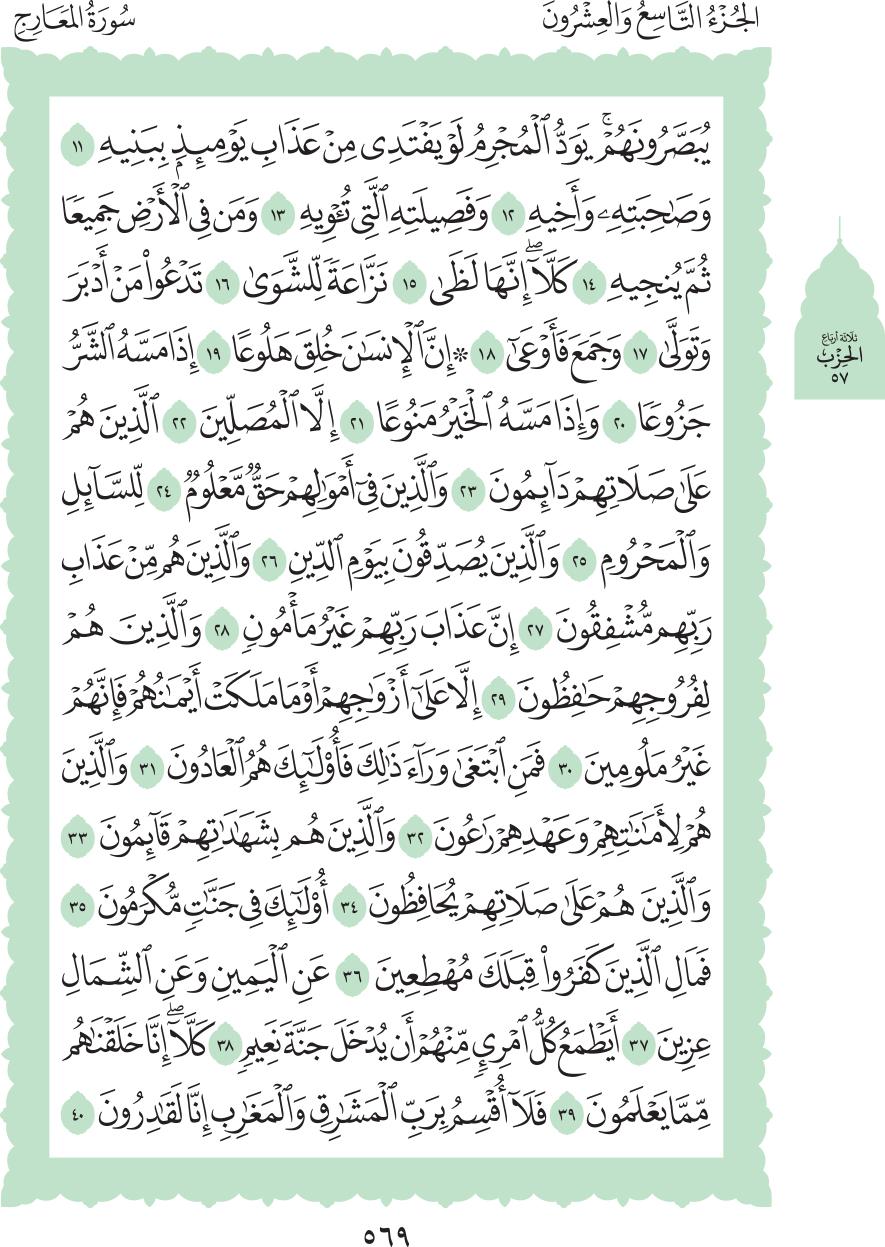 سُورَةُ المَعَارِجِ
الجُزْءُ التَّاسِعُ وَالعِشْرُونَ
يُبَصَّرُونَهُمْۚ يَوَدُّ ٱلْمُجْرِمُ لَوْ يَفْتَدِى مِنْ عَذَابِ يَوْمِئِذِۭ بِبَنِيهِ ١١
وَصَٰحِبَتِهِۦ وَأَخِيهِ ١٢ وَفَصِيلَتِهِ ٱلَّتِى تُـْٔوِيهِ ١٣ وَمَن فِى ٱلْأَرْضِ جَمِيعًا
ثُمَّ يُنجِيهِ ١٤ كَلَّآۖ إِنَّهَا لَظَىٰ ١٥ نَزَّاعَةً لِّلشَّوَىٰ ١٦ تَدْعُوا۟ مَنْ أَدْبَرَ
وَتَوَلَّىٰ ١٧ وَجَمَعَ فَأَوْعَىٰٓ ١٨ ۞ إِنَّ ٱلْإِنسَٰنَ خُلِقَ هَلُوعًا ١٩ إِذَا مَسَّهُ ٱلشَّرُّ
جَزُوعًا ٢٠ وَإِذَا مَسَّهُ ٱلْخَيْرُ مَنُوعًا ٢١ إِلَّا ٱلْمُصَلِّينَ ٢٢ ٱلَّذِينَ هُمْ
عَلَىٰ صَلَاتِهِمْ دَآئِمُونَ ٢٣ وَٱلَّذِينَ فِىٓ أَمْوَٰلِهِمْ حَقٌّ مَّعْلُومٌ ٢٤ لِّلسَّآئِلِ
وَٱلْمَحْرُومِ ٢٥ وَٱلَّذِينَ يُصَدِّقُونَ بِيَوْمِ ٱلدِّينِ ٢٦ وَٱلَّذِينَ هُم مِّنْ عَذَابِ
رَبِّهِم مُّشْفِقُونَ ٢٧ إِنَّ عَذَابَ رَبِّهِمْ غَيْرُ مَأْمُونٍ ٢٨ وَٱلَّذِينَ هُمْ
لِفُرُوجِهِمْ حَٰفِظُونَ ٢٩ إِلَّا عَلَىٰٓ أَزْوَٰجِهِمْ أَوْ مَا مَلَكَتْ أَيْمَٰنُهُمْ فَإِنَّهُمْ
غَيْرُ مَلُومِينَ ٣٠ فَمَنِ ٱبْتَغَىٰ وَرَآءَ ذَٰلِكَ فَأُو۟لَٰٓئِكَ هُمُ ٱلْعَادُونَ ٣١ وَٱلَّذِينَ
هُمْ لِأَمَٰنَٰتِهِمْ وَعَهْدِهِمْ رَٰعُونَ ٣٢ وَٱلَّذِينَ هُم بِشَهَٰدَٰتِهِمْ قَآئِمُونَ ٣٣
وَٱلَّذِينَ هُمْ عَلَىٰ صَلَاتِهِمْ يُحَافِظُونَ ٣٤ أُو۟لَٰٓئِكَ فِى جَنَّٰتٍ مُّكْرَمُونَ ٣٥
فَمَالِ ٱلَّذِينَ كَفَرُوا۟ قِبَلَكَ مُهْطِعِينَ ٣٦ عَنِ ٱلْيَمِينِ وَعَنِ ٱلشِّمَالِ
عِزِينَ ٣٧ أَيَطْمَعُ كُلُّ ٱمْرِئٍ مِّنْهُمْ أَن يُدْخَلَ جَنَّةَ نَعِيمٍ ٣٨ كَلَّآۖ إِنَّا خَلَقْنَٰهُم
مِّمَّا يَعْلَمُونَ ٣٩ فَلَآ أُقْسِمُ بِرَبِّ ٱلْمَشَٰرِقِ وَٱلْمَغَٰرِبِ إِنَّا لَقَٰدِرُونَ ٤٠
ثلاثة أرباع
الحِزْب
٥٧
٥٦٩